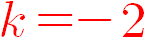 k = - 2